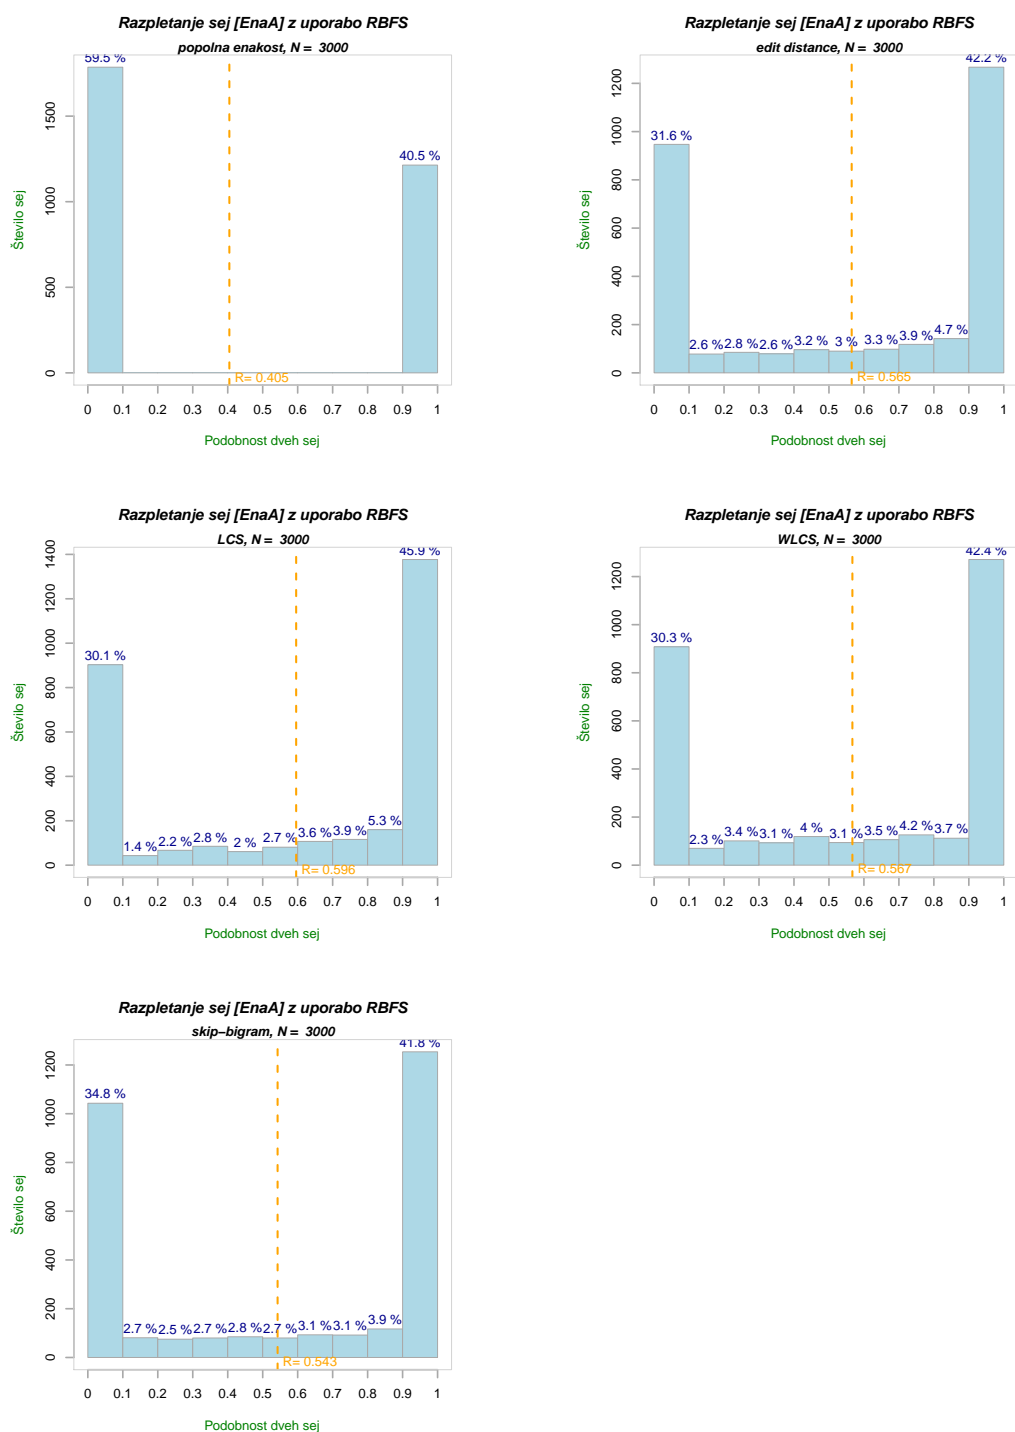 Razpletanje sej [EnaA] z uporabo RBFS
popolna enakost, N = 3000
59.5 %
40.5 %
1500
1000
500
0
Število sej
R= 0.405
0 0.1 0.2 0.3 0.4 0.5 0.6 0.7 0.8 0.9 1
Podobnost dveh sej
Razpletanje sej [EnaA] z uporabo RBFS
edit distance, N = 3000
42.2 %
31.6 %
2.6 % 2.8 % 2.6 % 3.2 % 3 % 3.3 % 3.9 % 4.7 %
1200
1000
800
600
400
200
0
Število sej
R= 0.565
0 0.1 0.2 0.3 0.4 0.5 0.6 0.7 0.8 0.9 1
Podobnost dveh sej
Razpletanje sej [EnaA] z uporabo RBFS
LCS, N = 3000
45.9 %
30.1 %
1.4 % 2.2 % 2.8 % 2 % 2.7 % 3.6 % 3.9 % 5.3 %
1400
1200
1000
800
600
400
200
0
Število sej
R= 0.596
0 0.1 0.2 0.3 0.4 0.5 0.6 0.7 0.8 0.9 1
Podobnost dveh sej
Razpletanje sej [EnaA] z uporabo RBFS
WLCS, N = 3000
42.4 %
30.3 %
2.3 % 3.4 % 3.1 % 4 % 3.1 % 3.5 % 4.2 % 3.7 %
1200
1000
800
600
400
200
0
Število sej
R= 0.567
0 0.1 0.2 0.3 0.4 0.5 0.6 0.7 0.8 0.9 1
Podobnost dveh sej
Razpletanje sej [EnaA] z uporabo RBFS
skip−bigram, N = 3000
41.8 %
34.8 %
2.7 % 2.5 % 2.7 % 2.8 % 2.7 % 3.1 % 3.1 % 3.9 %
1200
1000
800
600
400
200
0
Število sej
R= 0.543
0 0.1 0.2 0.3 0.4 0.5 0.6 0.7 0.8 0.9 1
Podobnost dveh sej